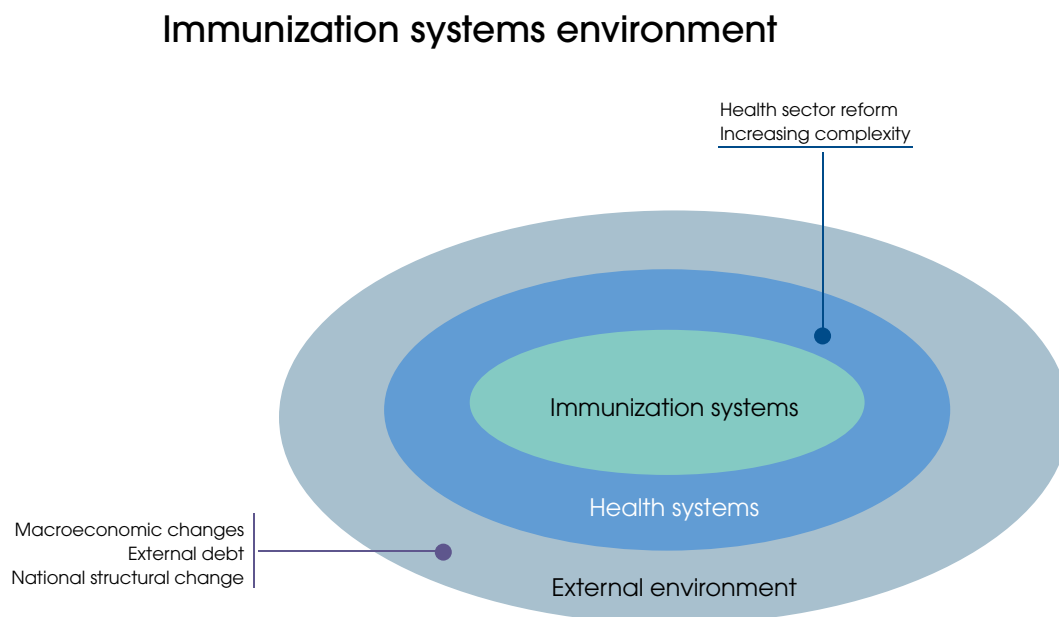 Immunization systems environment
Health sector reform
Increasing complexity
Immunization systems
Health systems
Macroeconomic changes
External debt
National structural change
External environment